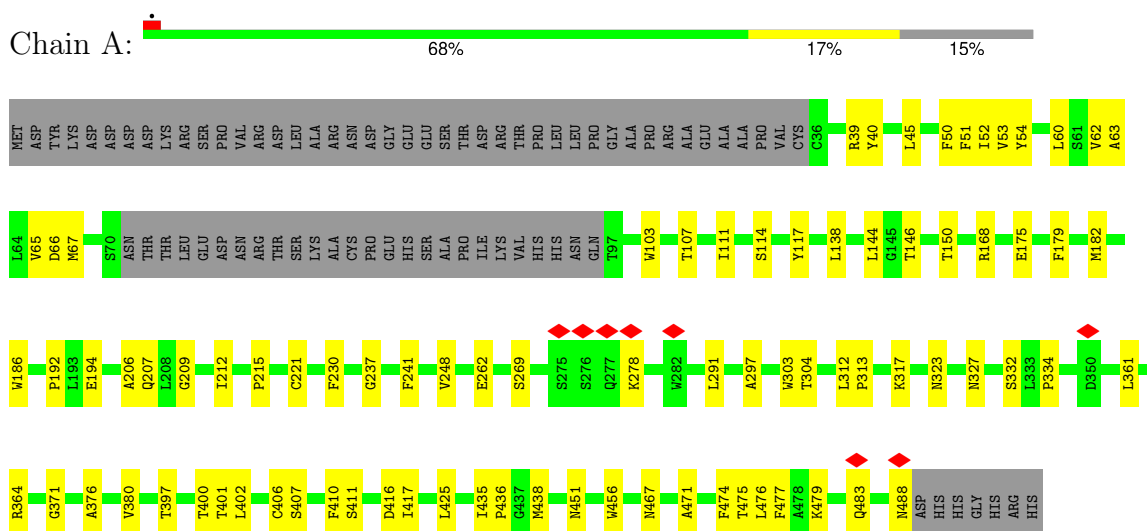 Chain A:
68% 17% 15%
MET ASP TYR LYS ASP ASP ASP ASP LYS ARG SER PRO VAL ARG ASP LEU ALA ARG ASN ASP GLY GLU GLU SER THR ASP ARG THR PRO LEU LEU PRO GLY ALA PRO ARG ALA GLU ALA ALA PRO VAL CYS C36 R39 Y40 L45 F50 F51 I52 V53 Y54 L60 S61 V62 A63
L64 V65 D66 M67 S70 ASN THR THR LEU GLU ASP ASN ARG THR SER LYS ALA CYS PRO GLU HIS SER ALA PRO ILE LYS VAL HIS HIS ASN GLN T97 W103 T107 I111 S114 Y117 L138 L144 G145 T146 T150 R168 E175 F179 M182
W186 P192 L193 E194 A206 Q207 L208 G209 I212 P215 C221 F230 G237 F241 V248 E262 S269 S275 S276 Q277 K278 W282 L291 A297 W303 T304 L312 P313 K317 N323 N327 S332 L333 P334 D350 L361
R364 G371 A376 V380 T397 T400 T401 L402 C406 S407 F410 S411 D416 I417 L425 I435 P436 G437 M438 N451 W456 N467 A471 F474 T475 L476 F477 A478 K479 Q483 N488 ASP HIS HIS GLY HIS ARG HIS